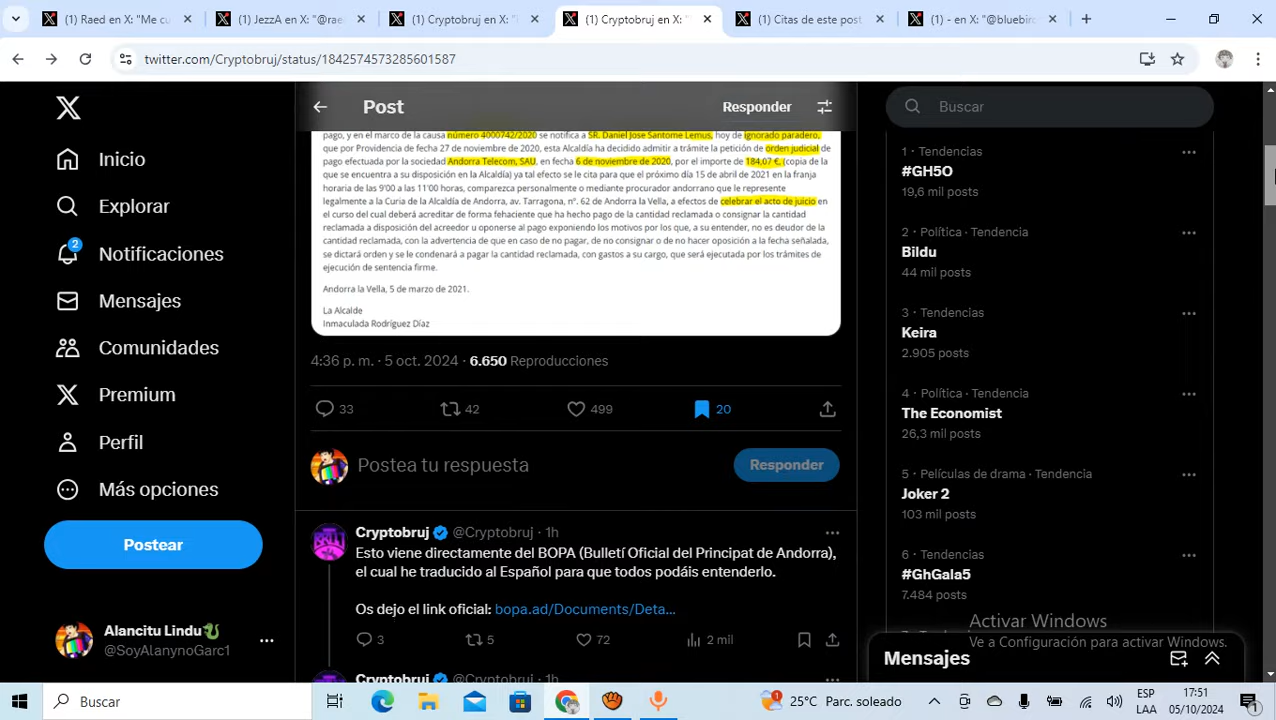 (1) Raed en X: "Me cu
(1) JezzA en X: "@rae
(1) Cryptobruj en X: "
(1) Cryptobruj en X: "
(1) Citas de este post
(1) - en X: "@bluebir
twitter.com/Cryptobruj/status/1842574573285601587
Post
Responder
Buscar
Inicio
Explorar
2
Notificaciones
Mensajes
Comunidades
Premium
Perfil
Más opciones
Postear
Alancitu Lindu🐉
@SoyAlanynoGarc1
pago, y en el marco de la causa número 4000742/2020 se notifica a SR. Daniel Jose Santome Lemus, hoy de ignorado paradero,
que por Providencia de fecha 27 de noviembre de 2020, esta Alcaldía ha decidido admitir a trámite la petición de orden judicial de
pago efectuada por la sociedad Andorra Telecom, SAU, en fecha 6 de noviembre de 2020, por el importe de 184,07 €, (copia de la
que se encuentra a su disposición en la Alcaldía) ya tal efecto se le cita para que el próximo día 15 de abril de 2021 en la franja
horaria de las 9'00 a las 11'00 horas, comparezca personalmente o mediante procurador andorrano que le represente
legalmente a la Curia de la Alcaldía de Andorra, av. Tarragona, nº. 62 de Andorra la Vella, a efectos de celebrar el acto de juicio en
el curso del cual deberá acreditar de forma fehaciente que ha hecho pago de la cantidad reclamada o consignar la cantidad
reclamada a disposición del acreedor u oponerse al pago exponiendo los motivos por los que, a su entender, no es deudor de la
cantidad reclamada, con la advertencia de que en caso de no pagar, de no consignar o de no hacer oposición a la fecha señalada,
se dictará orden y se le condenará a pagar la cantidad reclamada, con gastos a su cargo, que será ejecutada por los trámites de
ejecución de sentencia firme.
Andorra la Vella, 5 de marzo de 2021.
La Alcalde
Inmaculada Rodríguez Díaz
4:36 p. m. · 5 oct. 2024 · 6.650 Reproducciones
33 42 499 20
Postea tu respuesta
Responder
Cryptobruj @Cryptobruj · 1h
Esto viene directamente del BOPA (Bulletí Oficial del Principat de Andorra),
el cual he traducido al Español para que todos podáis entenderlo.
Os dejo el link oficial: bopa.ad/Documents/Deta...
3 5 72 2 mil
Cryptobruj @Cryptobruj · 1h
1 · Tendencias
#GH5O
19,6 mil posts
2 · Política · Tendencia
Bildu
44 mil posts
3 · Tendencias
Keira
2.905 posts
4 · Política · Tendencia
The Economist
26,3 mil posts
5 · Películas de drama · Tendencia
Joker 2
103 mil posts
6 · Tendencias
#GhGala5
7.484 posts
Activar Windows
Ve a Configuración para activar Windows.
Mensajes
Buscar
1
25°C Parc. soleado
ESP
LAA
17:51
05/10/2024
1